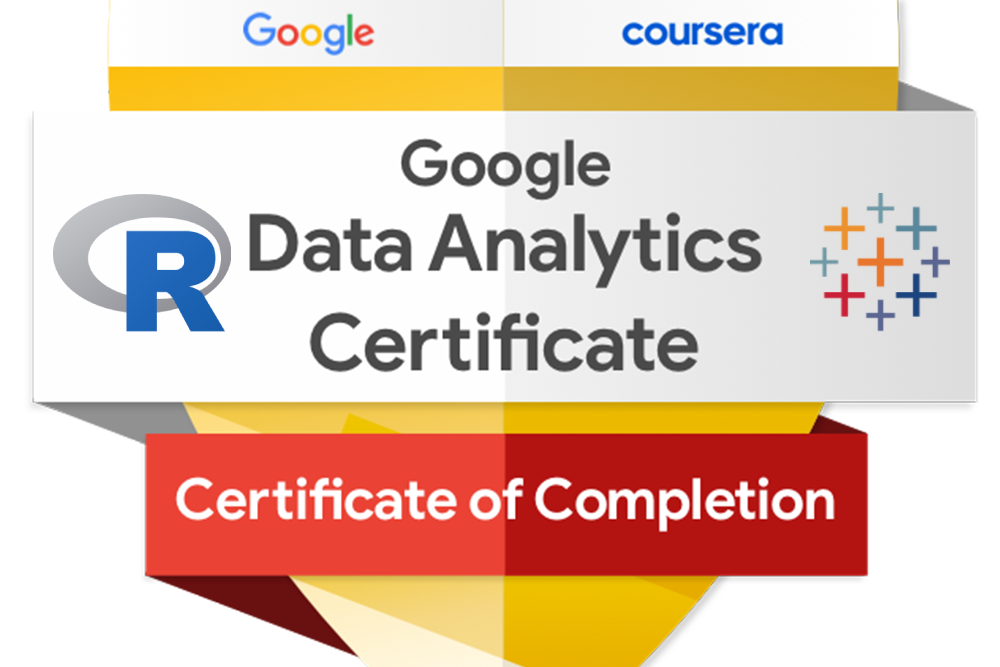 Google
coursera
Google
R
Data Analytics
Certificate
Certificate of Completion